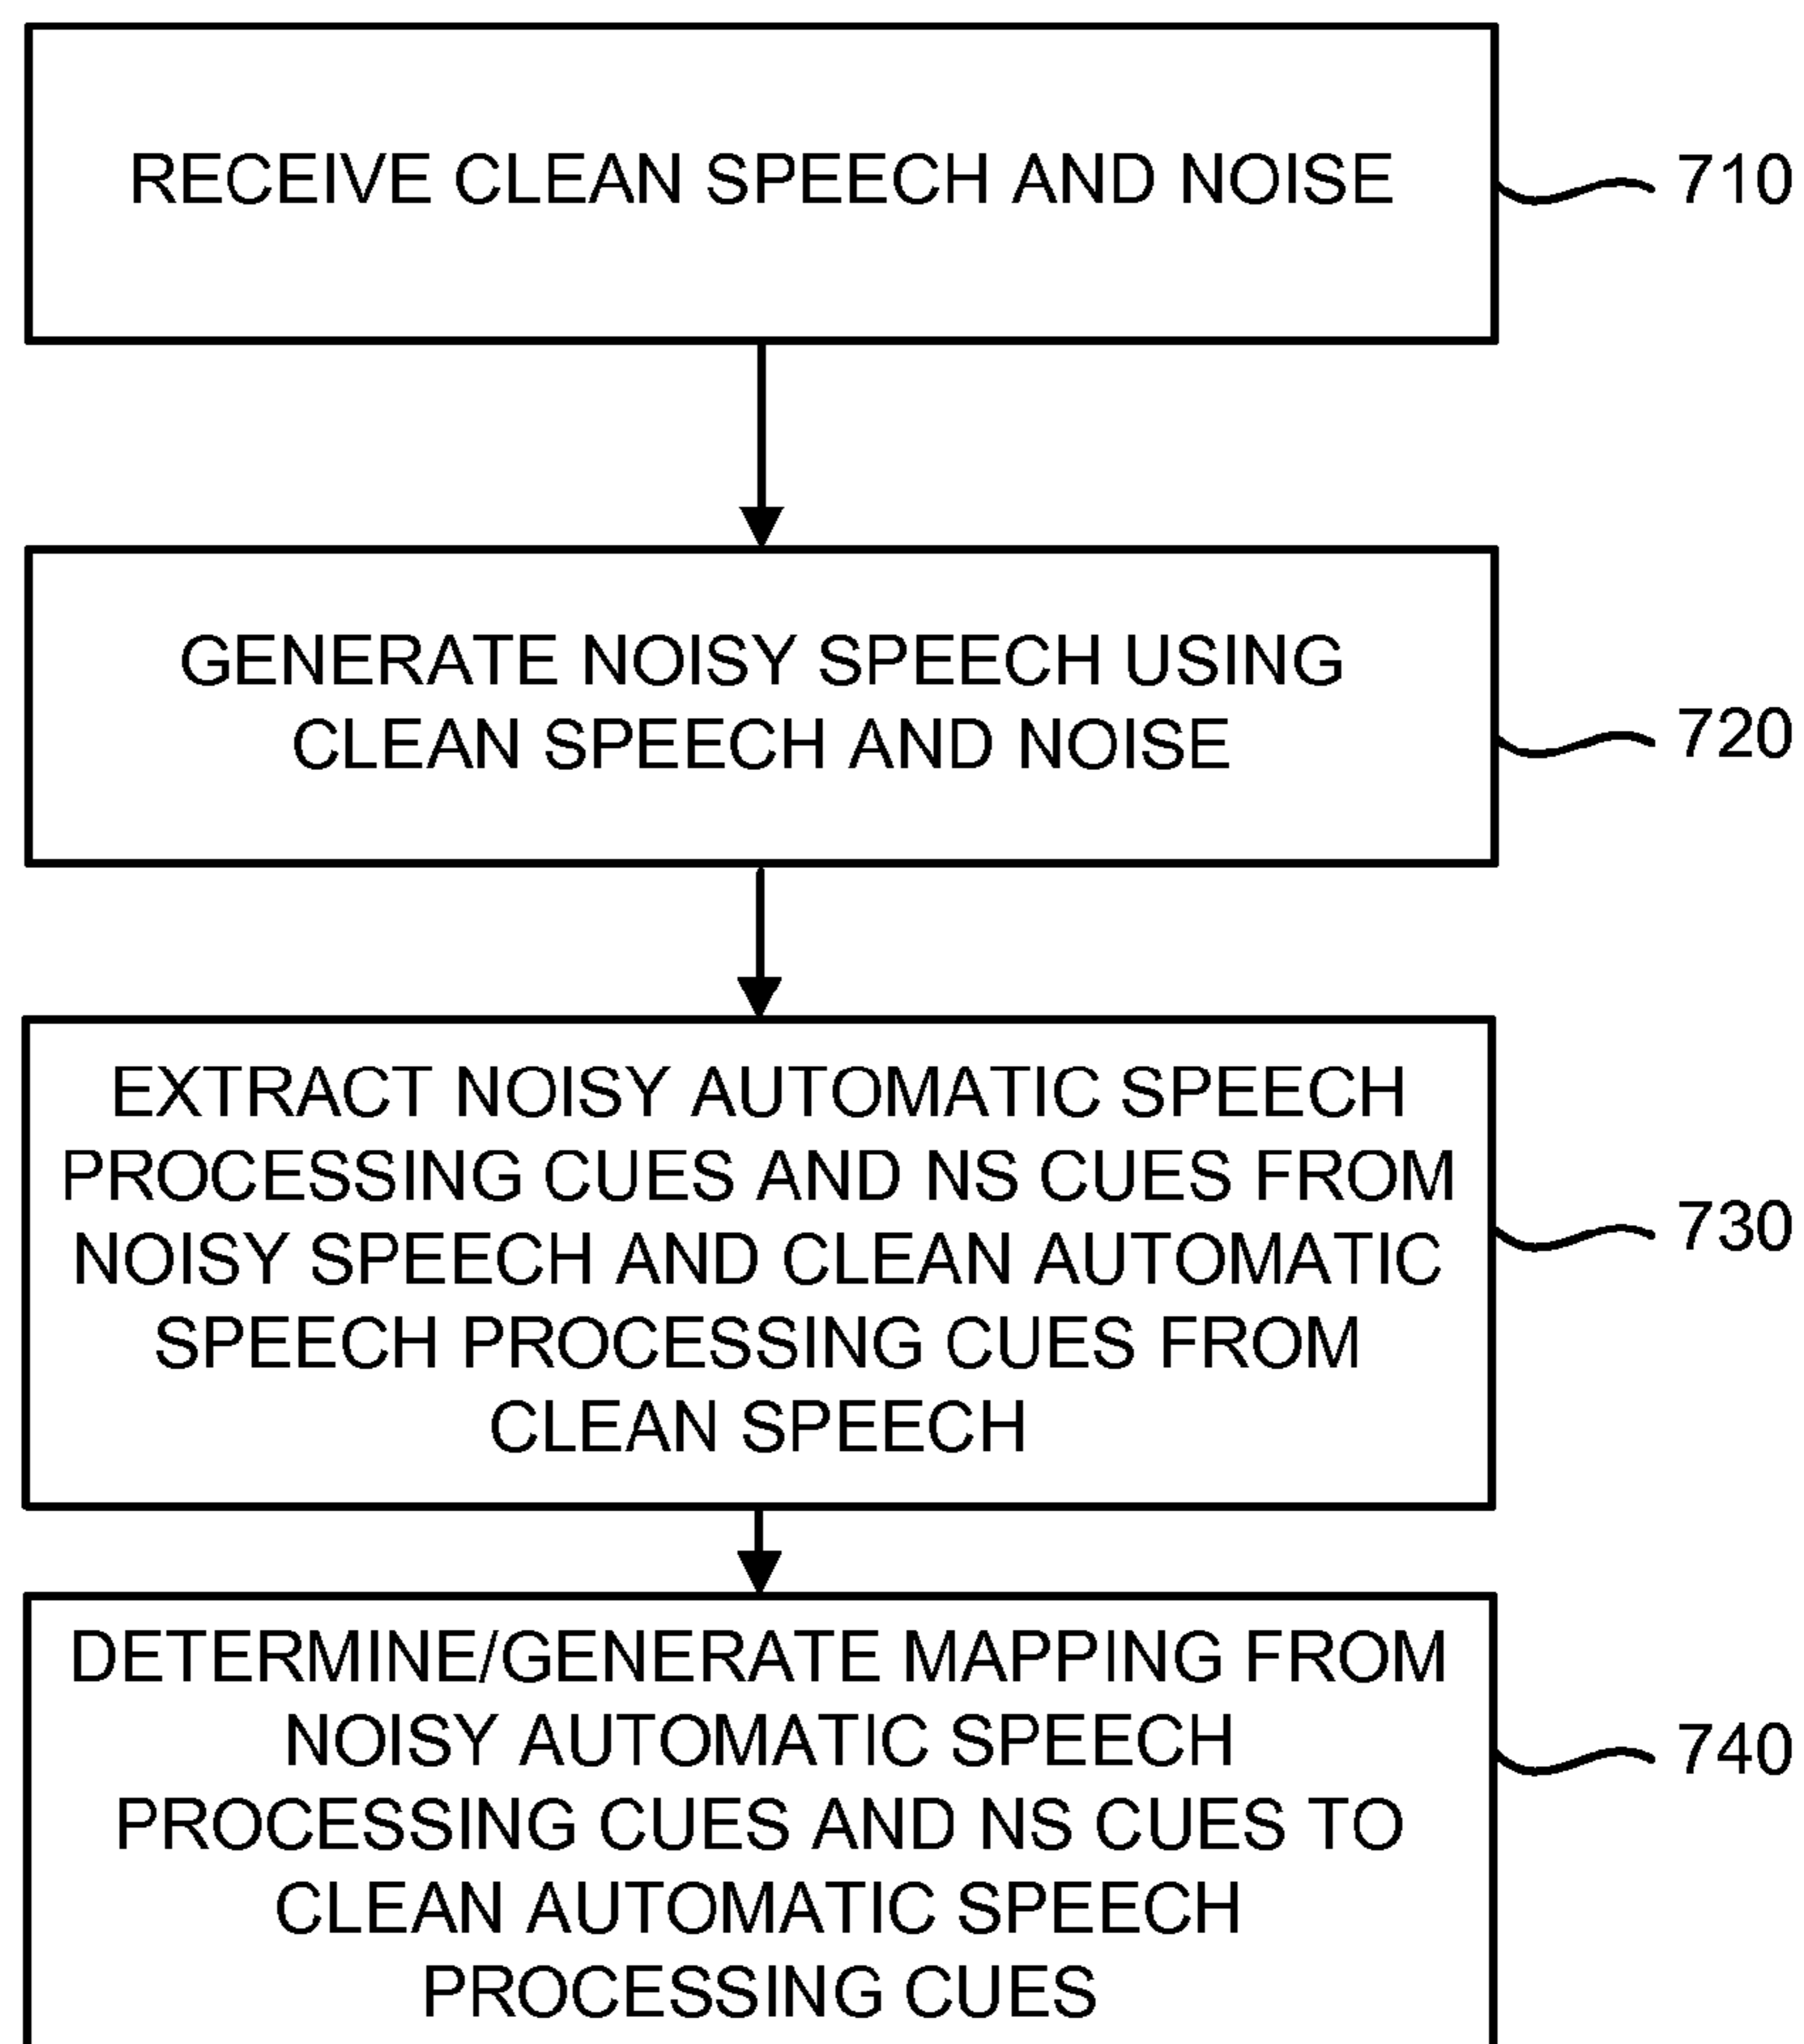 RECEIVE CLEAN SPEECH AND NOISE
710
GENERATE NOISY SPEECH USING
CLEAN SPEECH AND NOISE
720
EXTRACT NOISY AUTOMATIC SPEECH
PROCESSING CUES AND NS CUES FROM
NOISY SPEECH AND CLEAN AUTOMATIC
SPEECH PROCESSING CUES FROM
CLEAN SPEECH
730
DETERMINE/GENERATE MAPPING FROM
NOISY AUTOMATIC SPEECH
PROCESSING CUES AND NS CUES TO
CLEAN AUTOMATIC SPEECH
PROCESSING CUES
740